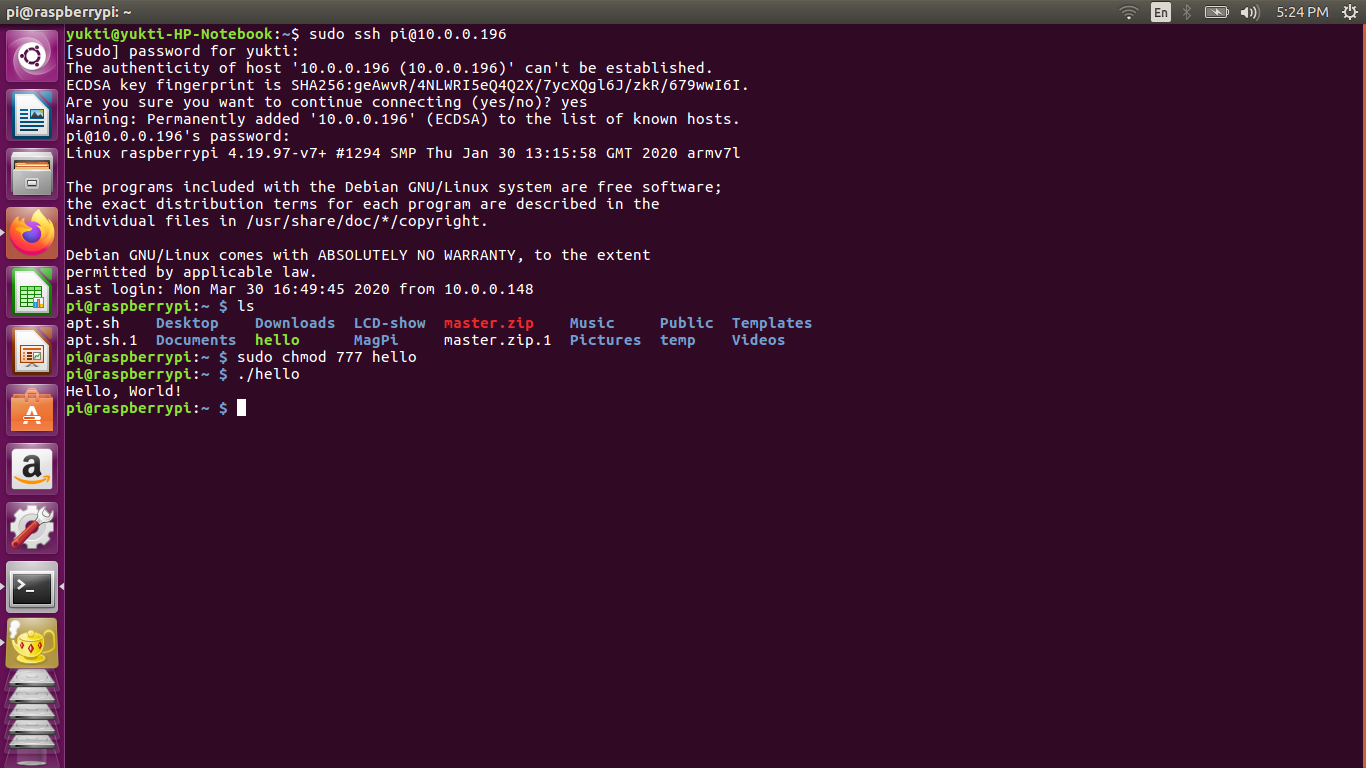 pi@raspberrypi: ~
En
5:24 PM
yukti@yukti-HP-Notebook:~$ sudo ssh pi@10.0.0.196
[sudo] password for yukti:
The authenticity of host '10.0.0.196 (10.0.0.196)' can't be established.
ECDSA key fingerprint is SHA256:geAwvR/4NLWRI5eQ4Q2X/7ycXQgl6J/zkR/679wwI6I.
Are you sure you want to continue connecting (yes/no)? yes
Warning: Permanently added '10.0.0.196' (ECDSA) to the list of known hosts.
pi@10.0.0.196's password:
Linux raspberrypi 4.19.97-v7+ #1294 SMP Thu Jan 30 13:15:58 GMT 2020 armv7l
The programs included with the Debian GNU/Linux system are free software;
the exact distribution terms for each program are described in the
individual files in /usr/share/doc/*/copyright.
Debian GNU/Linux comes with ABSOLUTELY NO WARRANTY, to the extent
permitted by applicable law.
Last login: Mon Mar 30 16:49:45 2020 from 10.0.0.148
pi@raspberrypi:~ $ ls
apt.sh    Desktop    Downloads  LCD-show  master.zip    Music     Public  Templates
apt.sh.1  Documents  hello      MagPi     master.zip.1  Pictures  temp    Videos
pi@raspberrypi:~ $ sudo chmod 777 hello
pi@raspberrypi:~ $ ./hello
Hello, World!
pi@raspberrypi:~ $